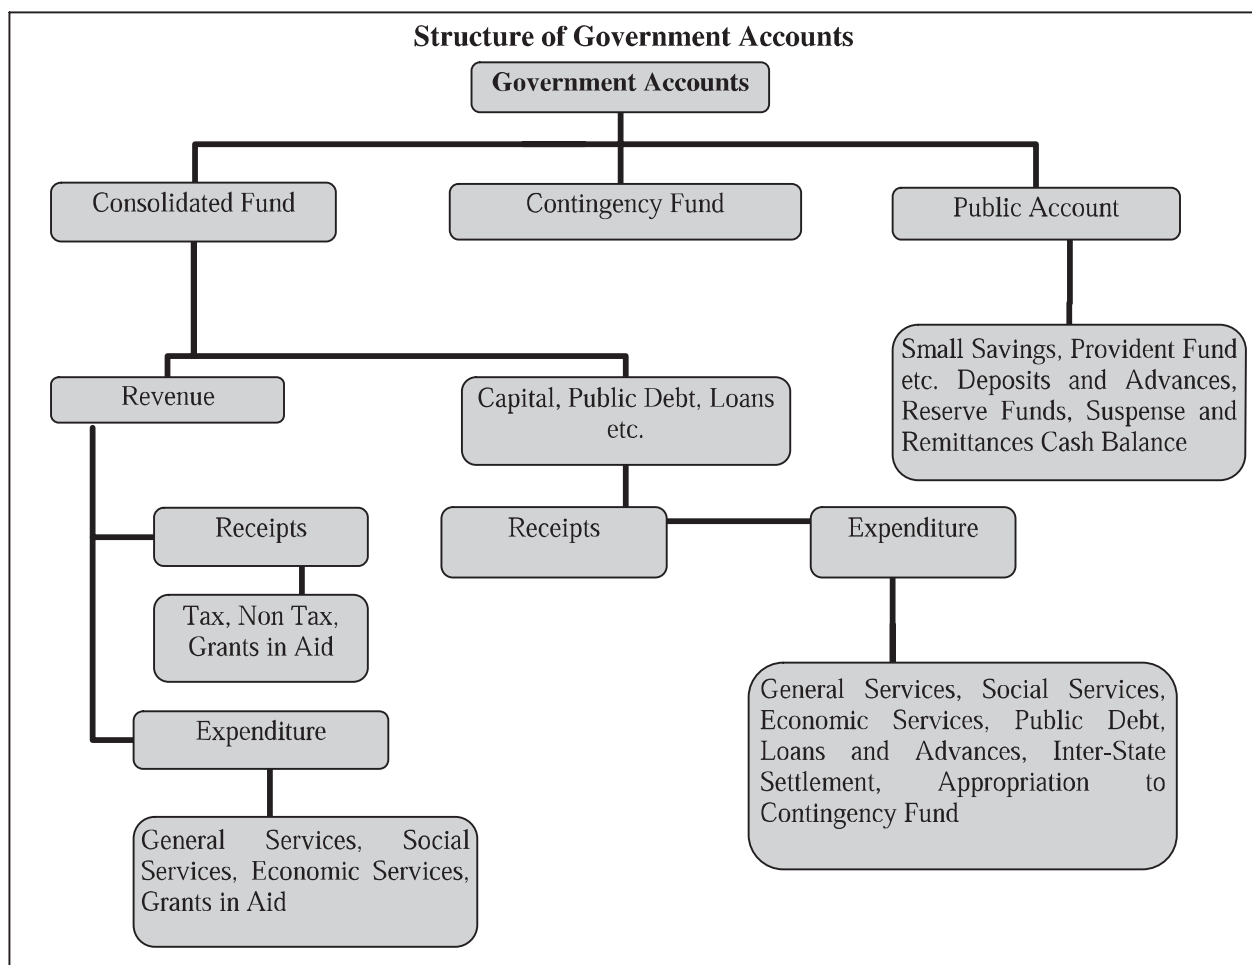 Structure of Government Accounts
Government Accounts
Consolidated Fund
Contingency Fund
Public Account
Small Savings, Provident Fund
etc. Deposits and Advances,
Reserve Funds, Suspense and
Remittances Cash Balance
Revenue
Capital, Public Debt, Loans
etc.
Receipts
Receipts
Expenditure
Tax, Non Tax,
Grants in Aid
General Services, Social Services,
Economic Services, Public Debt,
Loans and Advances, Inter-State
Settlement, Appropriation to
Contingency Fund
Expenditure
General Services, Social
Services, Economic Services,
Grants in Aid